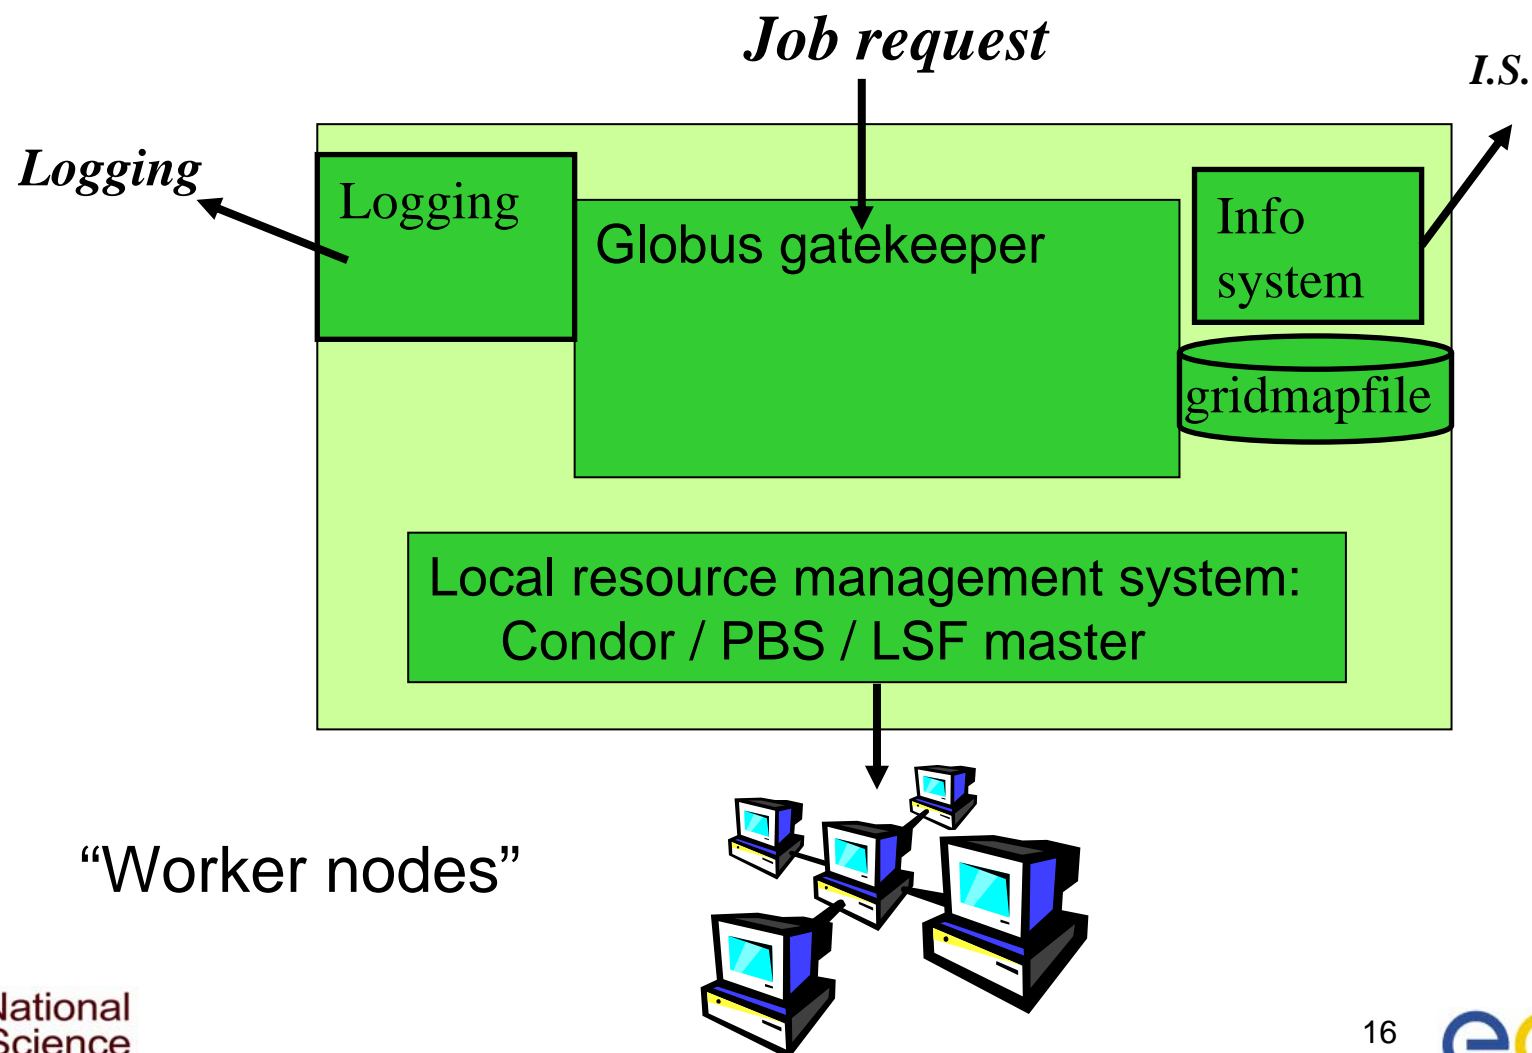 Job request
I.S.
Logging
Logging
Globus gatekeeper
Info
system
gridmapfile
Local resource management system:
Condor / PBS / LSF master
“Worker nodes”
Science
16